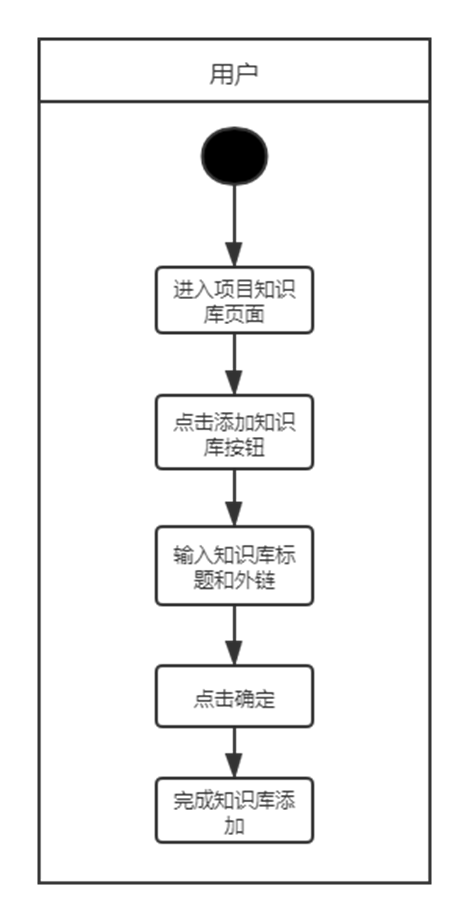 用户
进入项目知识
库页面
点击添加知识
库按钮
输入知识库标
题和外链
点击确定
完成知识库添
加